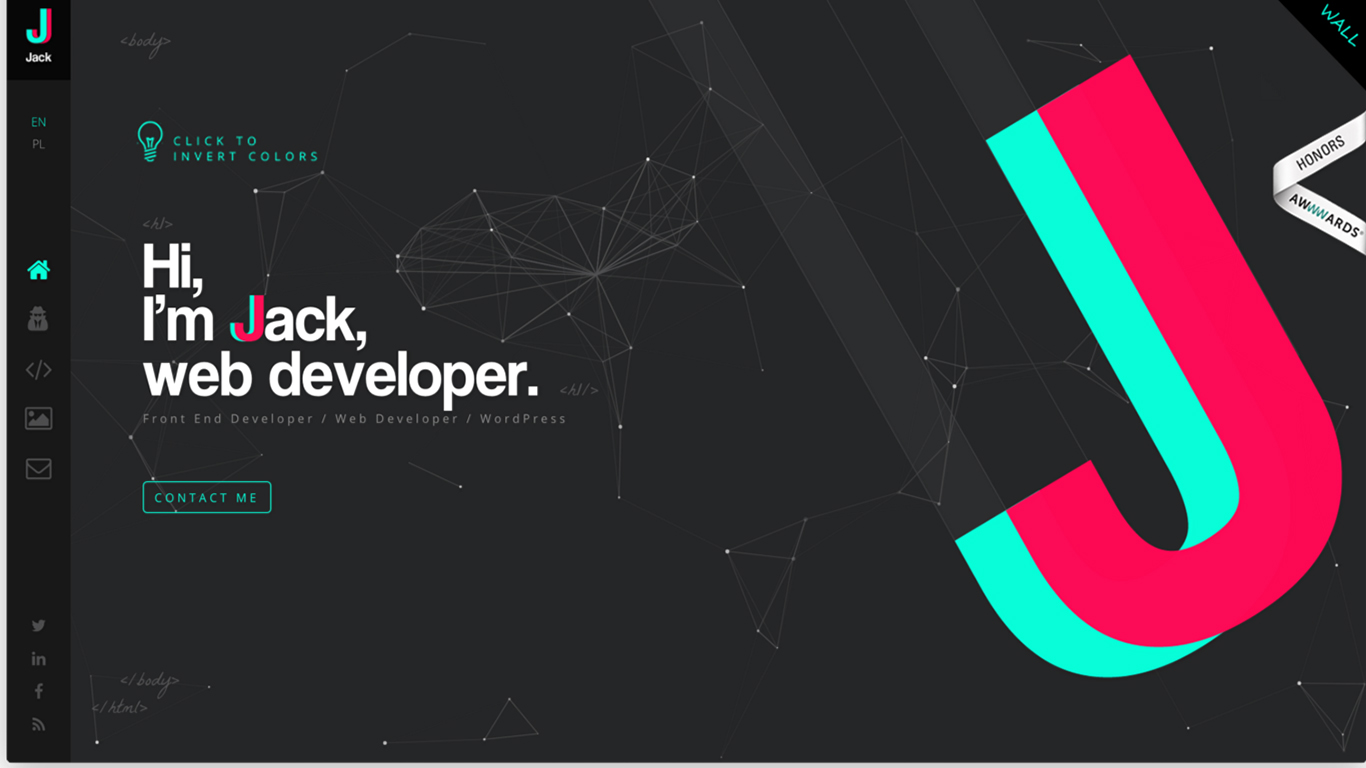 Jack
EN
PL
<body>
CLICK TO
INVERT COLORS
<h1>
Hi,
I'm Jack,
web developer.
<h1/>
Front End Developer / Web Developer / WordPress
CONTACT ME
</body>
</html>
WALL
HONORS
AWWWARDS